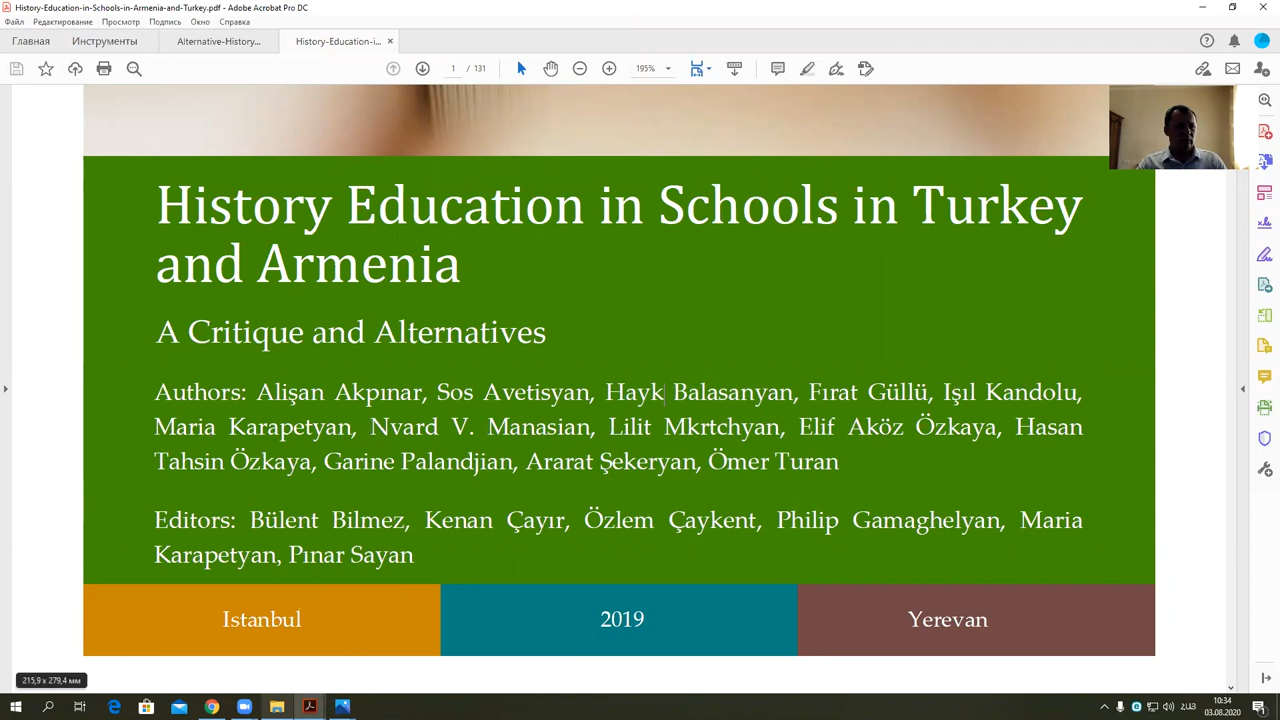 History-Education-in-Schools-in-Armenia-and-Turkey.pdf - Adobe Acrobat Pro DC
Файл Редактирование Просмотр Подпись Окно Справка
Главная Инструменты Alternative-History... History-Education-i... ×
1 / 131 195%
History Education in Schools in Turkey
and Armenia
A Critique and Alternatives
Authors: Alişan Akpınar, Sos Avetisyan, Hayk Balasanyan, Fırat Güllü, Işıl Kandolu,
Maria Karapetyan, Nvard V. Manasian, Lilit Mkrtchyan, Elif Aköz Özkaya, Hasan
Tahsin Özkaya, Garine Palandjian, Ararat Şekeryan, Ömer Turan
Editors: Bülent Bilmez, Kenan Çayır, Özlem Çaykent, Philip Gamaghelyan, Maria
Karapetyan, Pınar Sayan
Istanbul 2019 Yerevan
215,9 x 279,4 мм
ՀԱՅ
10:34
03.08.2020